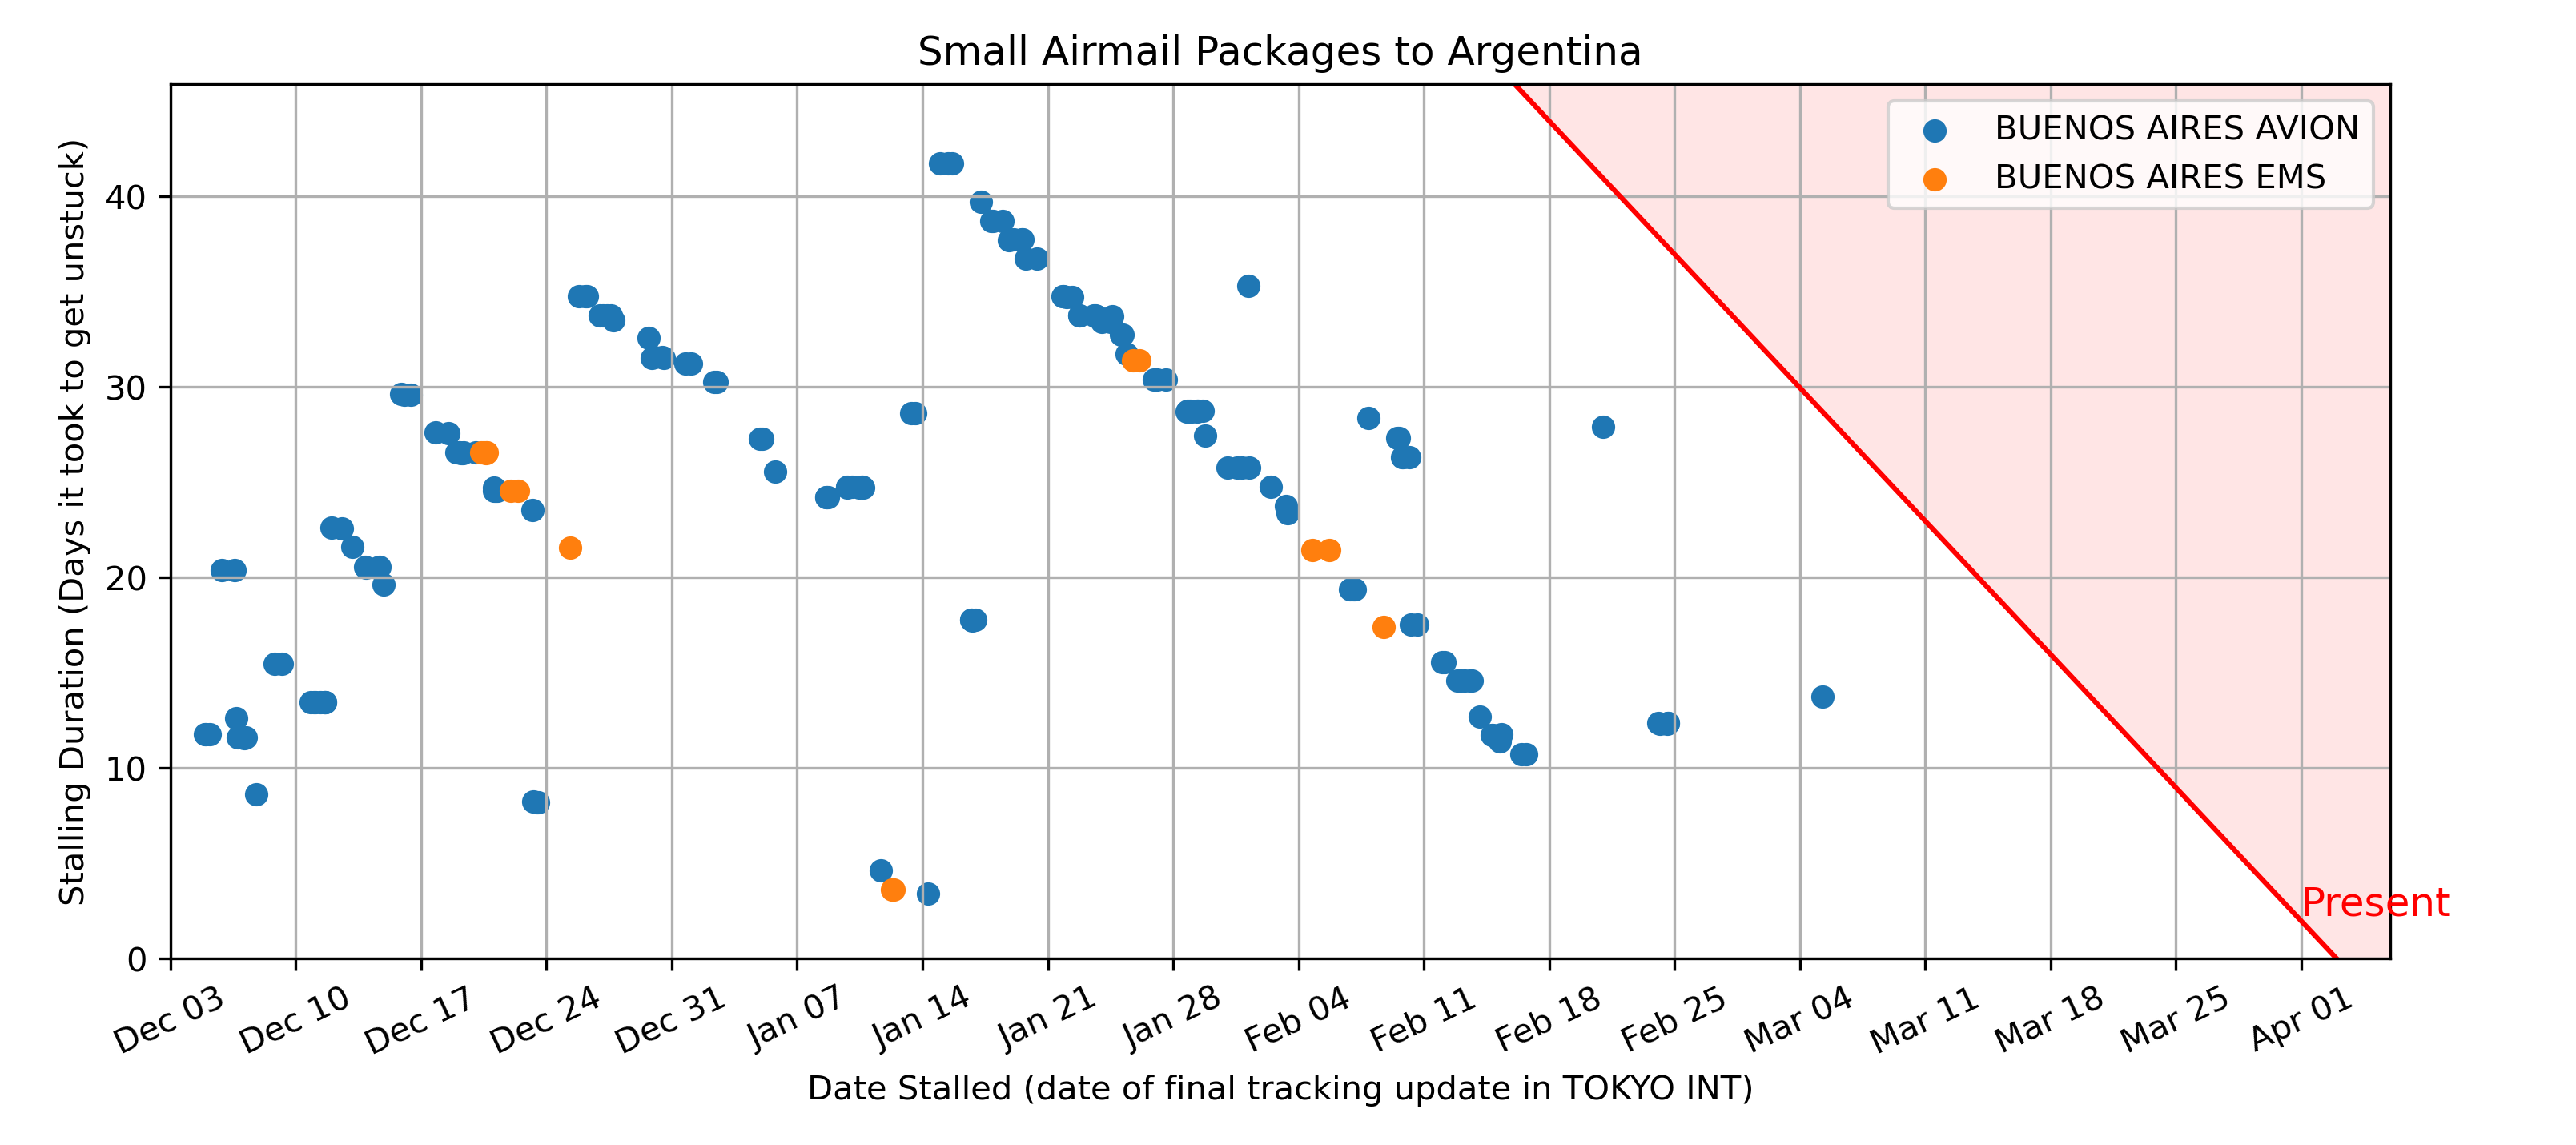 Small Airmail Packages to Argentina
BUENOS AIRES AVION
BUENOS AIRES EMS
Stalling Duration (Days it took to get unstuck)
40
30
20
10
0
Present
Dec 03
Dec 10
Dec 17
Dec 24
Dec 31
Jan 07
Jan 14
Jan 21
Jan 28
Feb 04
Feb 11
Feb 18
Feb 25
Mar 04
Mar 11
Mar 18
Mar 25
Apr 01
Date Stalled (date of final tracking update in TOKYO INT)